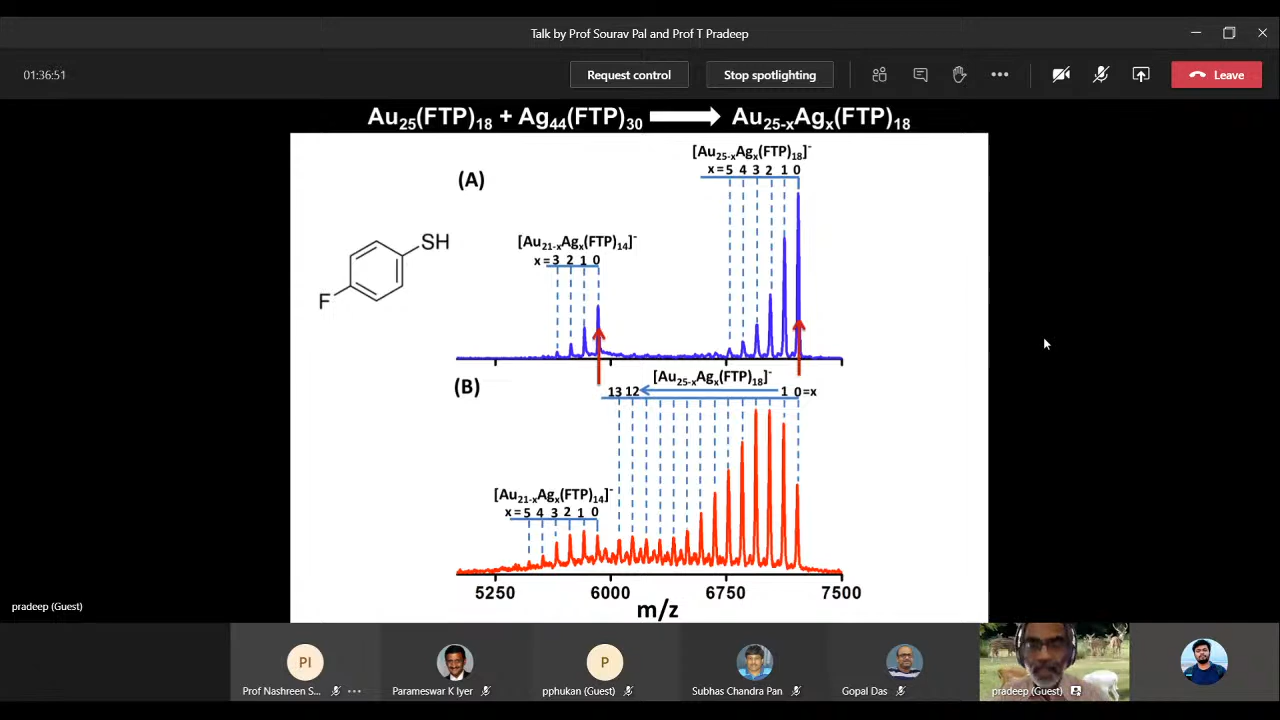 Talk by Prof Sourav Pal and Prof T Pradeep
01:36:51
Request control
Stop spotlighting
Leave
Au25(FTP)18 + Ag44(FTP)30 Au25-xAgx(FTP)18
[Au25-xAgx(FTP)18]-
x=5 4 3 2 1 0
(A)
[Au21-xAgx(FTP)14]-
x=3 2 1 0
SH
F
(B)
[Au25-xAgx(FTP)18]-
13 12 1 0=x
[Au21-xAgx(FTP)14]-
x=5 4 3 2 1 0
5250 6000 6750 7500
m/z
pradeep (Guest)
PI
P
Prof Nashreen S...
Parameswar K Iyer
pphukan (Guest)
Subhas Chandra Pan
Gopal Das
pradeep (Guest)